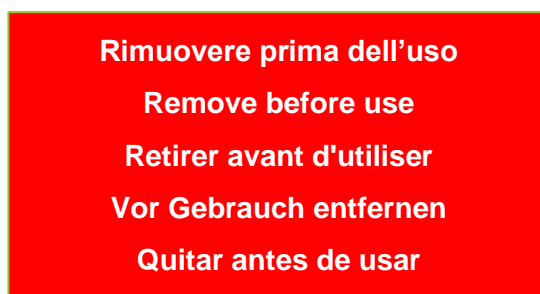 Rimuovere prima dell’uso
Remove before use
Retirer avant d'utiliser
Vor Gebrauch entfernen
Quitar antes de usar